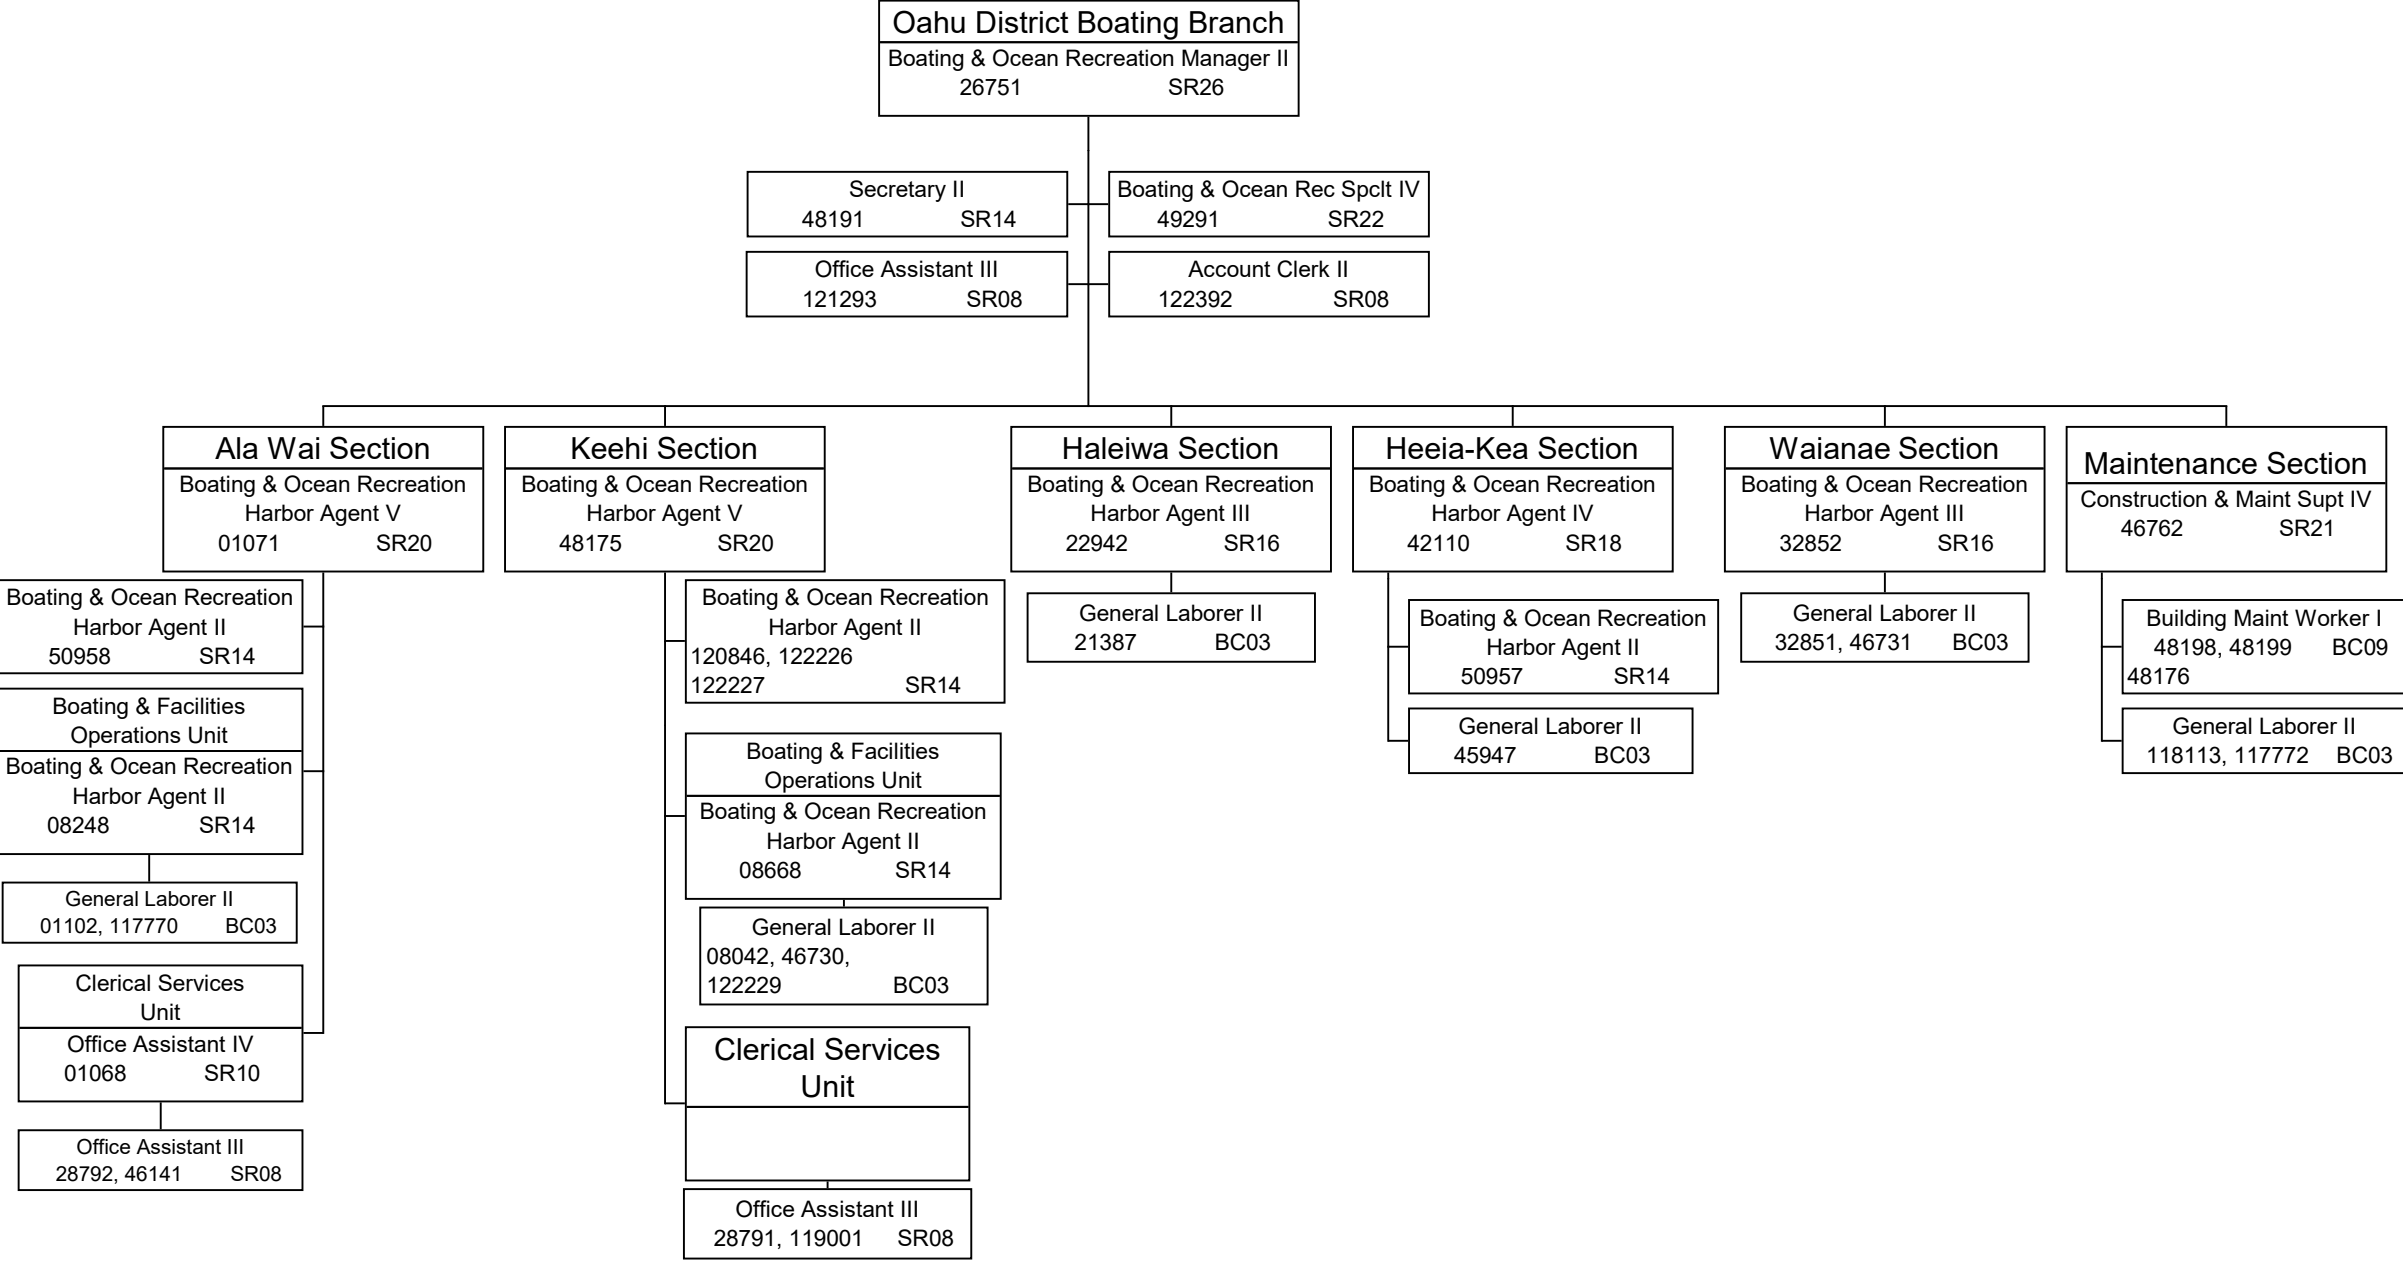 Oahu District Boating Branch
Boating & Ocean Recreation Manager II
26751 SR26
Secretary II
48191 SR14
Boating & Ocean Rec Spclt IV
49291 SR22
Office Assistant III
121293 SR08
Account Clerk II
122392 SR08
Ala Wai Section
Boating & Ocean Recreation
Harbor Agent V
01071 SR20
Boating & Ocean Recreation
Harbor Agent II
50958 SR14
Boating & Facilities
Operations Unit
Boating & Ocean Recreation
Harbor Agent II
08248 SR14
General Laborer II
01102, 117770 BC03
Clerical Services
Unit
Office Assistant IV
01068 SR10
Office Assistant III
28792, 46141 SR08
Keehi Section
Boating & Ocean Recreation
Harbor Agent V
48175 SR20
Boating & Ocean Recreation
Harbor Agent II
120846, 122226
122227 SR14
Boating & Facilities
Operations Unit
Boating & Ocean Recreation
Harbor Agent II
08668 SR14
General Laborer II
08042, 46730,
122229 BC03
Clerical Services
Unit
Office Assistant III
28791, 119001 SR08
Haleiwa Section
Boating & Ocean Recreation
Harbor Agent III
22942 SR16
General Laborer II
21387 BC03
Heeia-Kea Section
Boating & Ocean Recreation
Harbor Agent IV
42110 SR18
Boating & Ocean Recreation
Harbor Agent II
50957 SR14
General Laborer II
45947 BC03
Waianae Section
Boating & Ocean Recreation
Harbor Agent III
32852 SR16
General Laborer II
32851, 46731 BC03
Maintenance Section
Construction & Maint Supt IV
46762 SR21
Building Maint Worker I
48198, 48199 BC09
48176
General Laborer II
118113, 117772 BC03